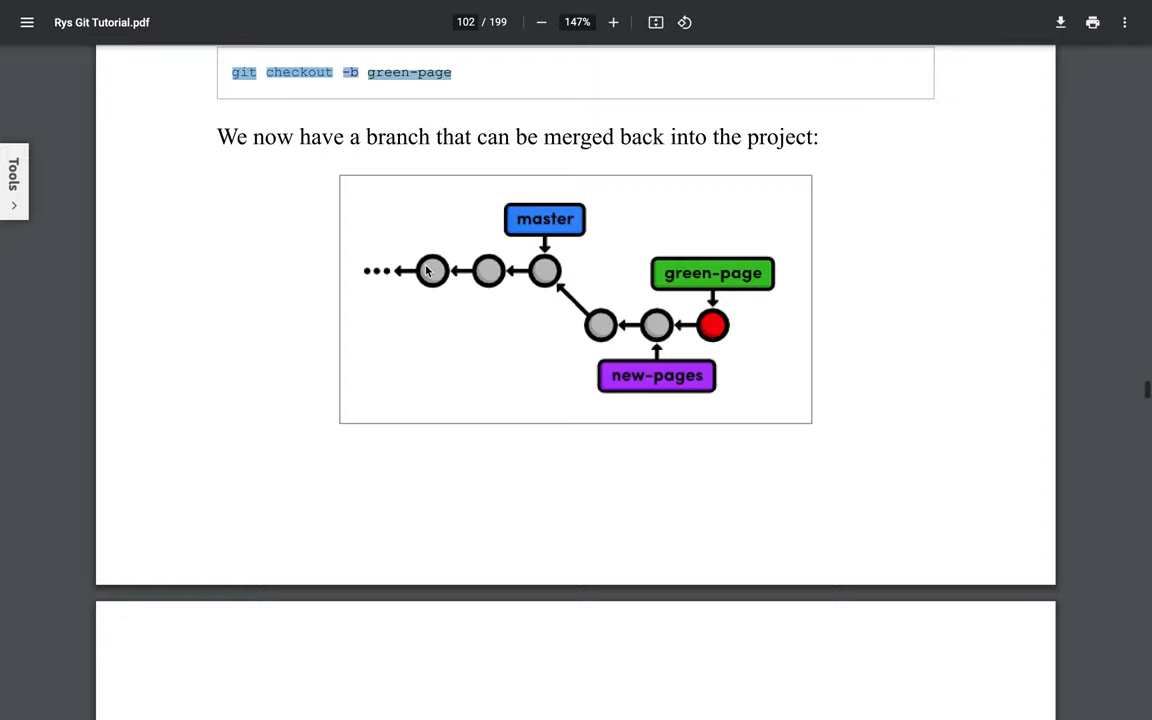 Rys Git Tutorial.pdf
102 / 199
147%
Tools
git checkout -b green-page
We now have a branch that can be merged back into the project:
master
green-page
new-pages